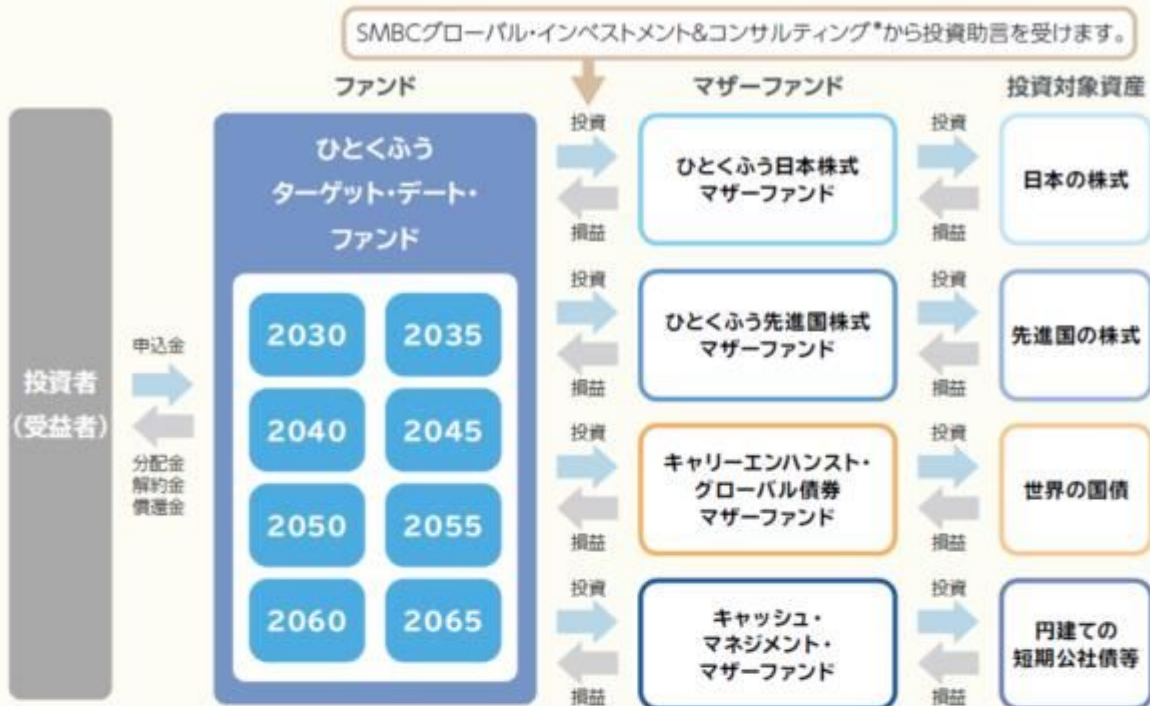 SMBCグローバル・インベストメント&コンサルティング*から投資助言を受けます。
ファンド
マザーファンド
投資対象資産
投資者
(受益者)
申込金
分配金
解約金
償還金
ひとくふう
ターゲット・デート・
ファンド
2030
2035
2040
2045
2050
2055
2060
2065
投資
損益
ひとくふう日本株式
マザーファンド
投資
損益
日本の株式
投資
損益
ひとくふう先進国株式
マザーファンド
投資
損益
先進国の株式
投資
損益
キャリーエンハンスト・
グローバル債券
マザーファンド
投資
損益
世界の国債
投資
損益
キャッシュ・
マネジメント・
マザーファンド
投資
損益
円建ての
短期公社債等